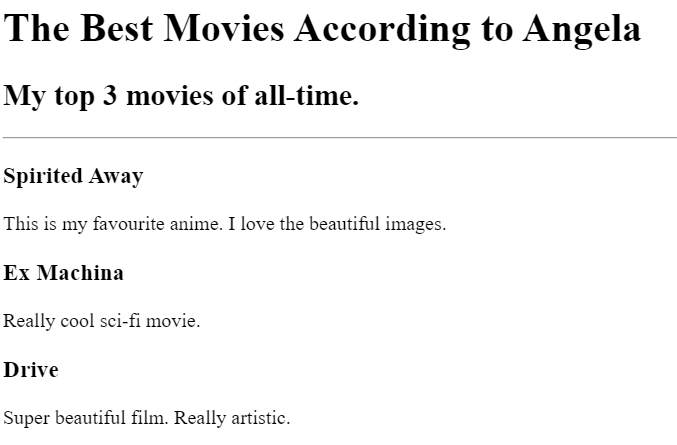 The Best Movies According to Angela
My top 3 movies of all-time.
Spirited Away
This is my favourite anime. I love the beautiful images.
Ex Machina
Really cool sci-fi movie.
Drive
Super beautiful film. Really artistic.